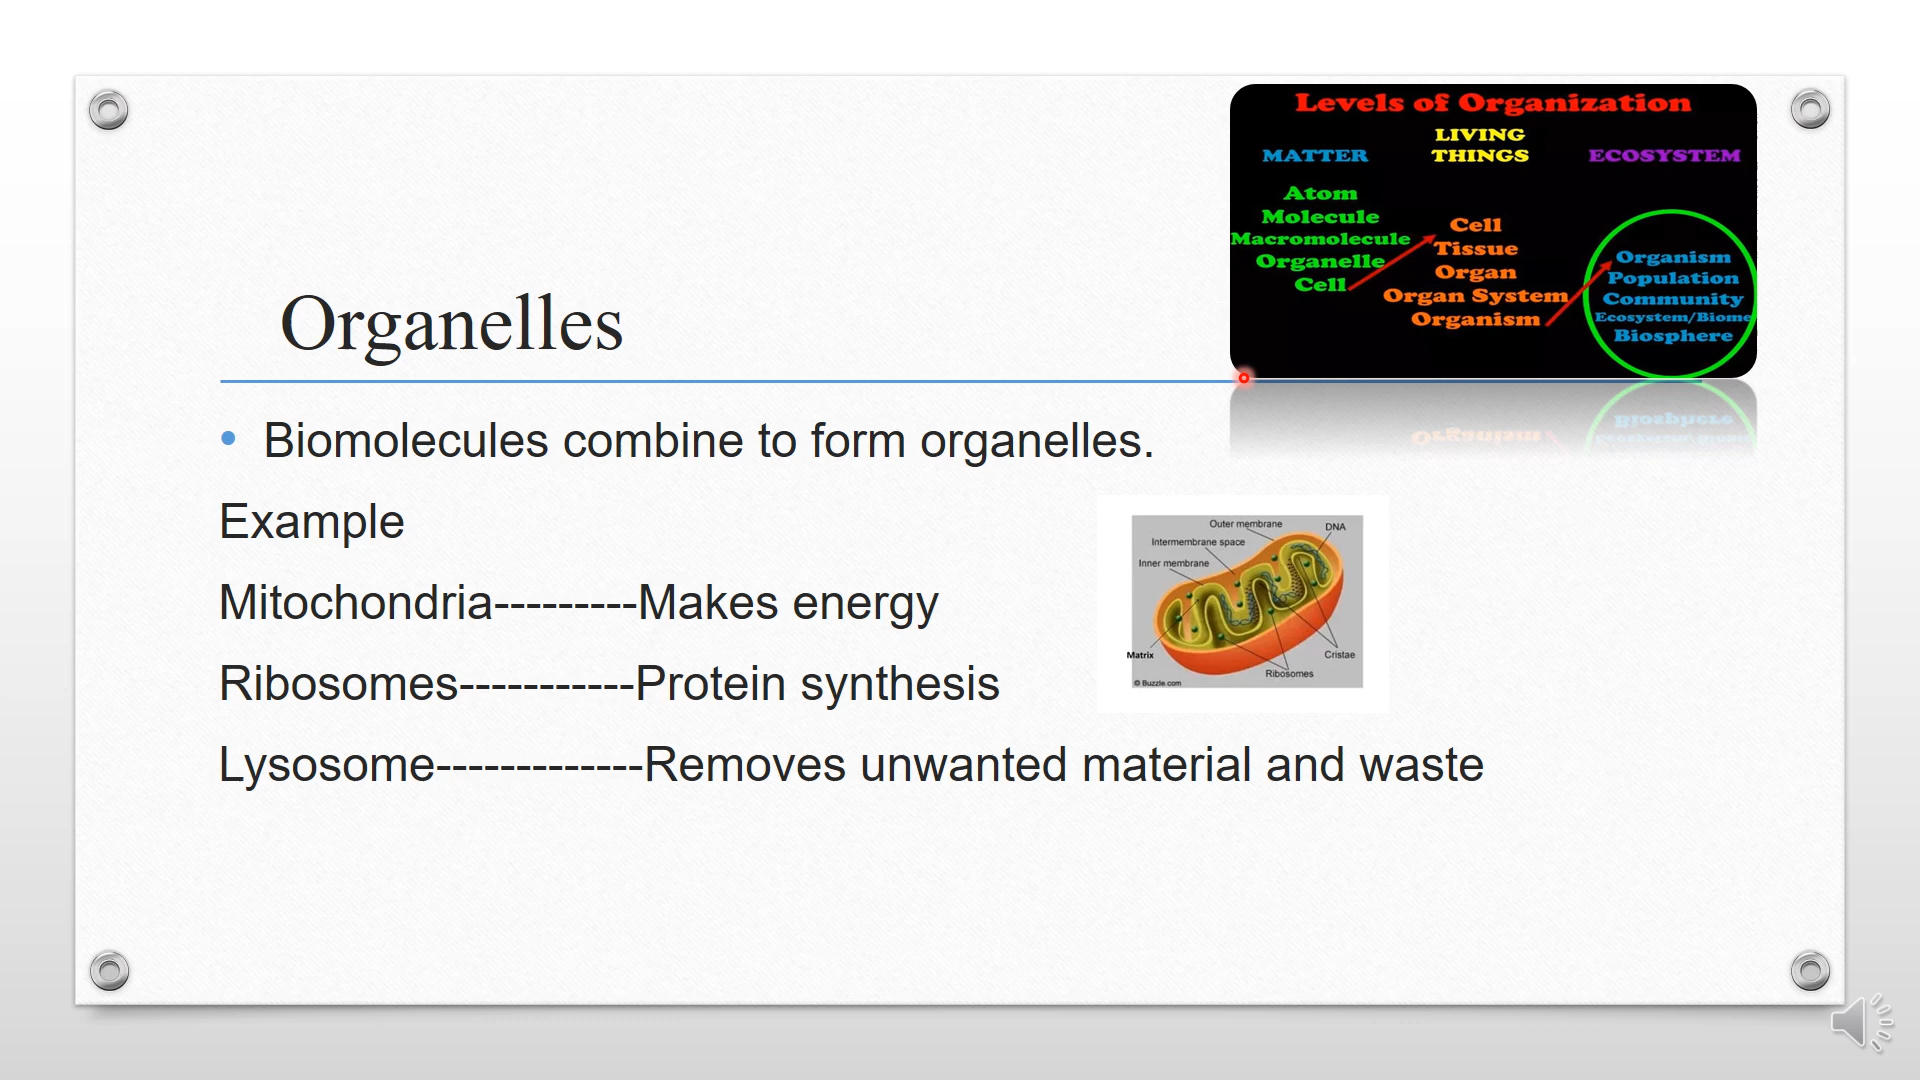 Levels of Organization
MATTER
LIVING
THINGS
ECOSYSTEM
Atom
Molecule
Macromolecule
Organelle
Cell
Cell
Tissue
Organ
Organ System
Organism
Organism
Population
Community
Ecosystem/Biome
Biosphere
Organelles
• Biomolecules combine to form organelles.
Example
Mitochondria---------Makes energy
Ribosomes-----------Protein synthesis
Lysosome-------------Removes unwanted material and waste
Outer membrane
DNA
Intermembrane space
Inner membrane
Matrix
Cristae
Ribosomes
© Buzzle.com